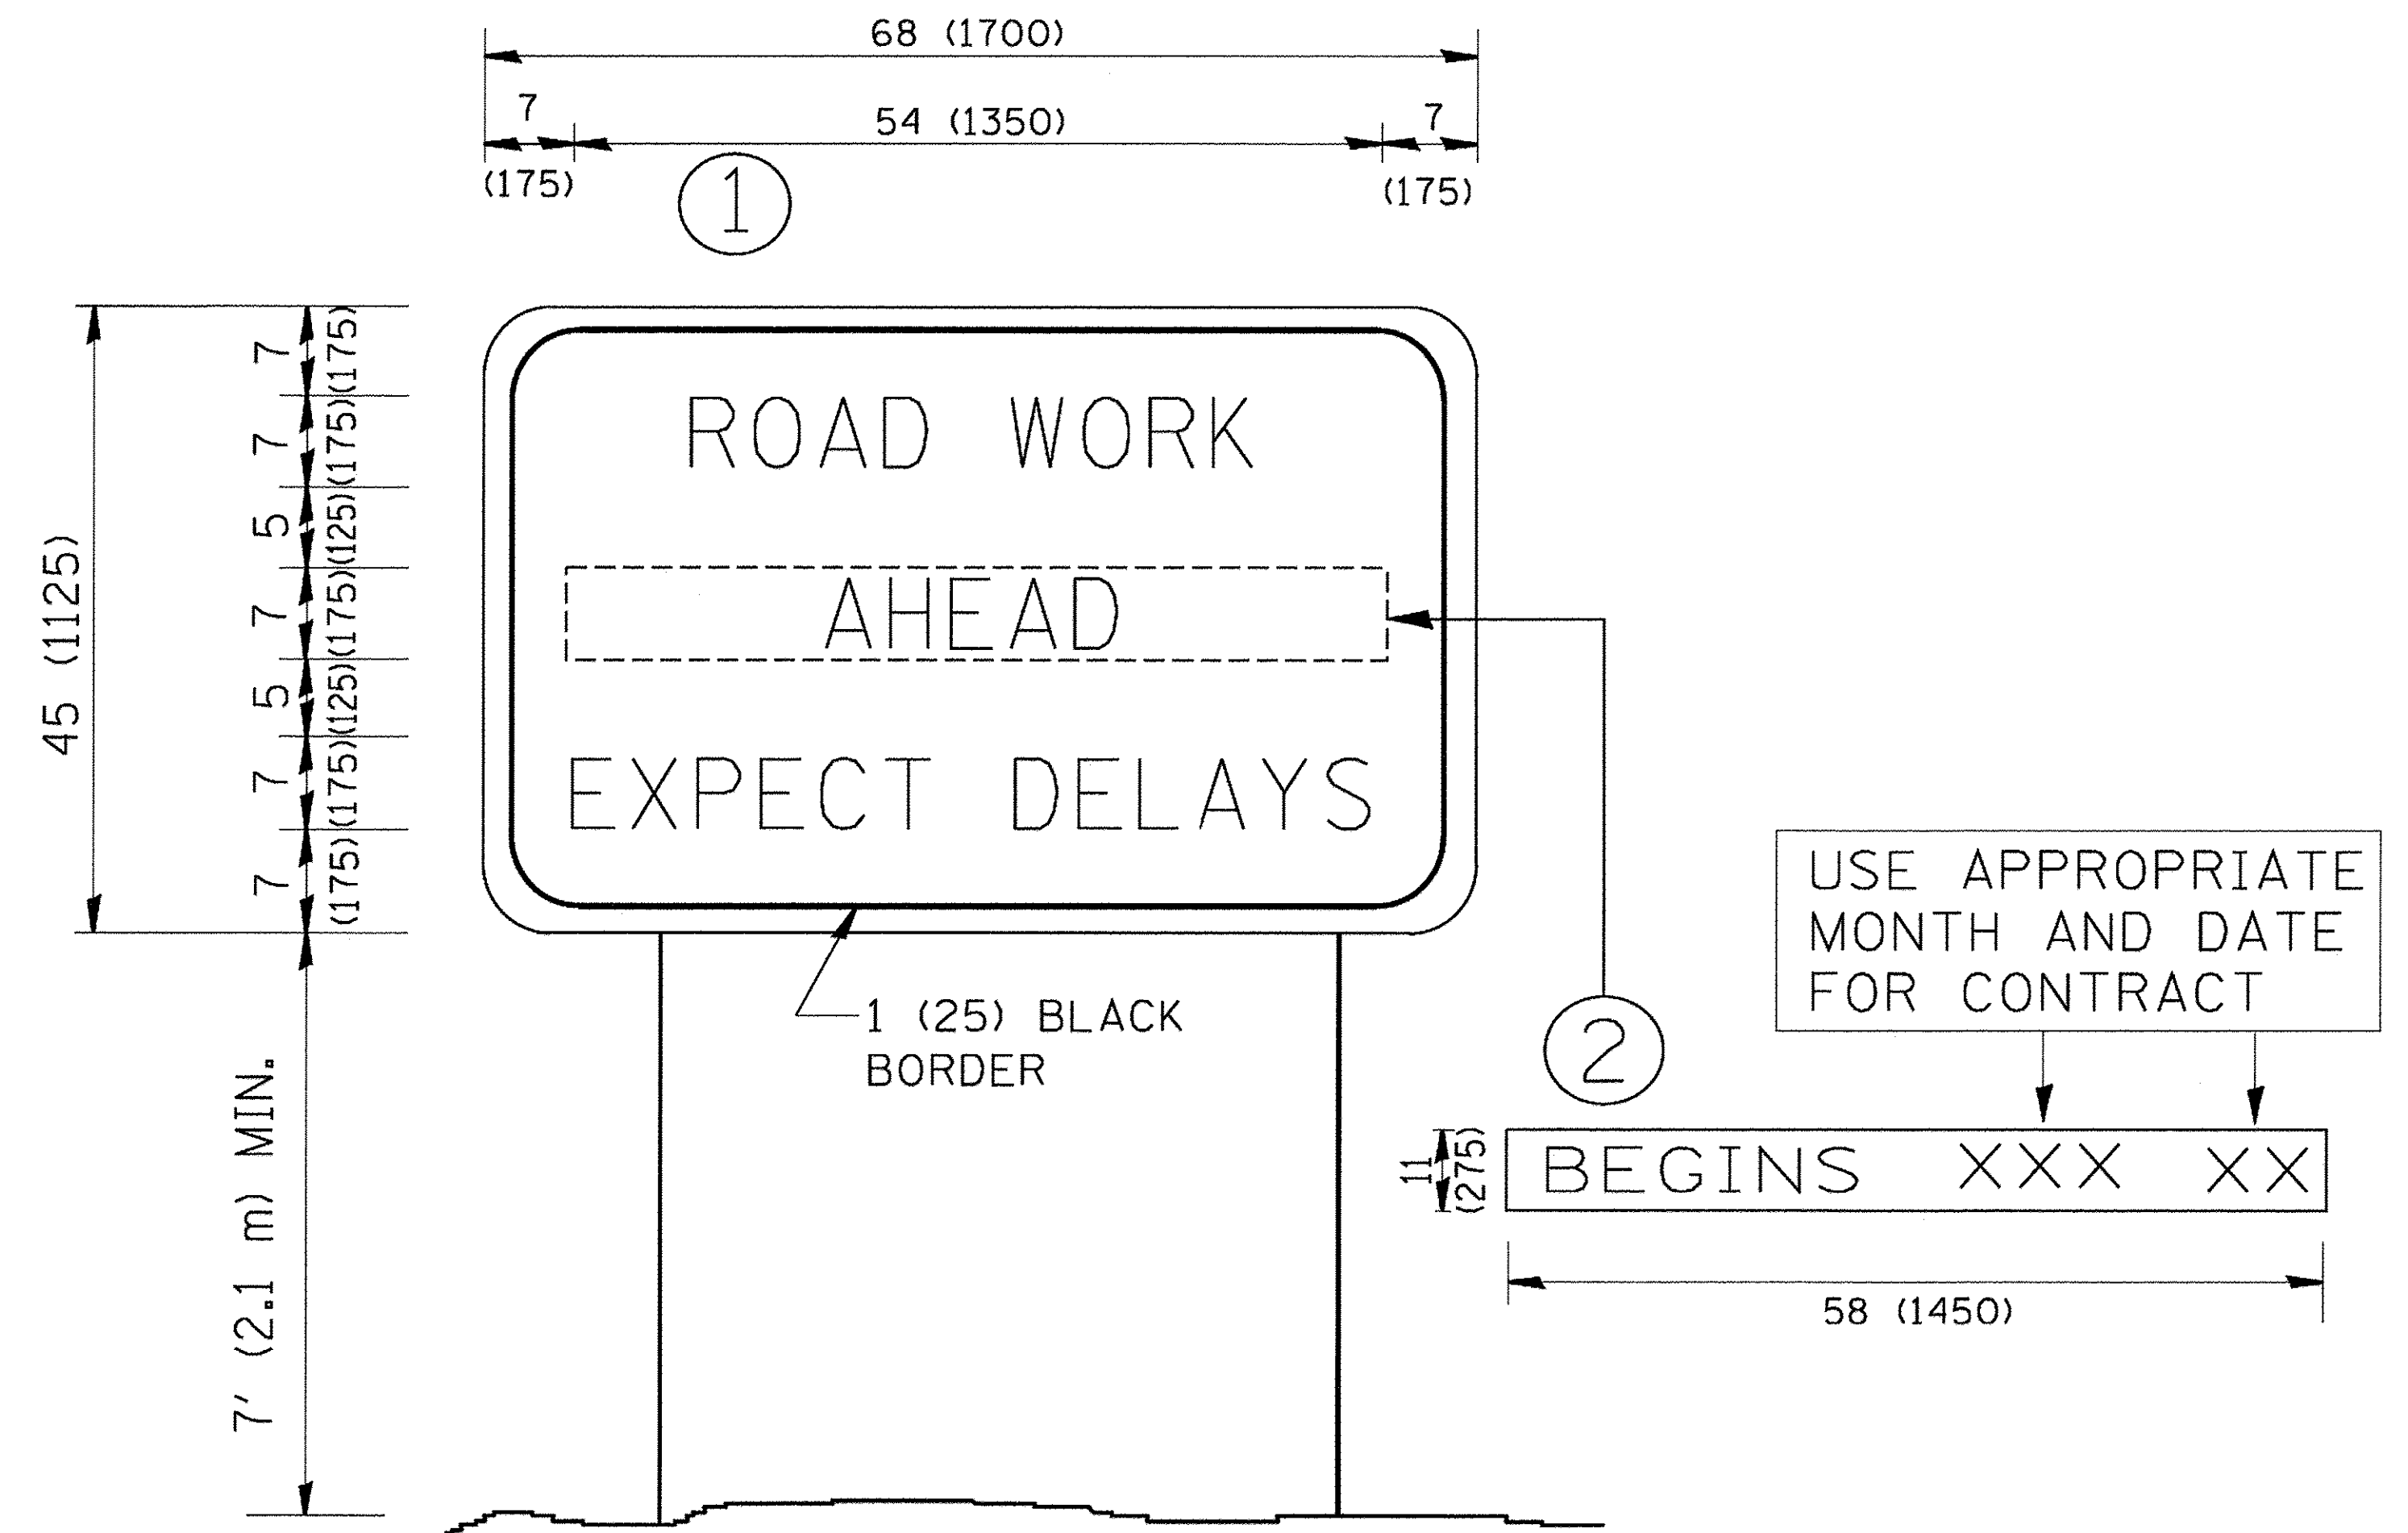 68 (1700)
7
54 (1350)
7
(175)
(175)
1
45 (1125)
7
(175)
7
(175)
5
(125)
7
(175)
5
(125)
7
(175)
7
(175)
7' (2.1 m) MIN.
ROAD WORK
AHEAD
EXPECT DELAYS
1 (25) BLACK
BORDER
2
USE APPROPRIATE
MONTH AND DATE
FOR CONTRACT
11
(275)
BEGINS XXX XX
58 (1450)